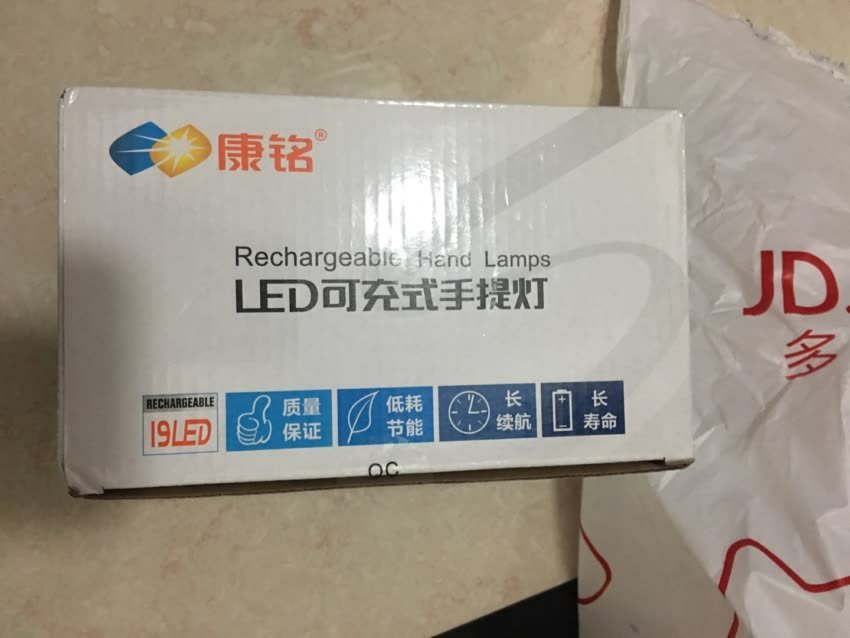 康铭®
Rechargeable Hand Lamps
LED可充式手提灯
RECHARGEABLE
19LED
质量
保证
低耗
节能
长
续航
长
寿命
QC
JD.
多